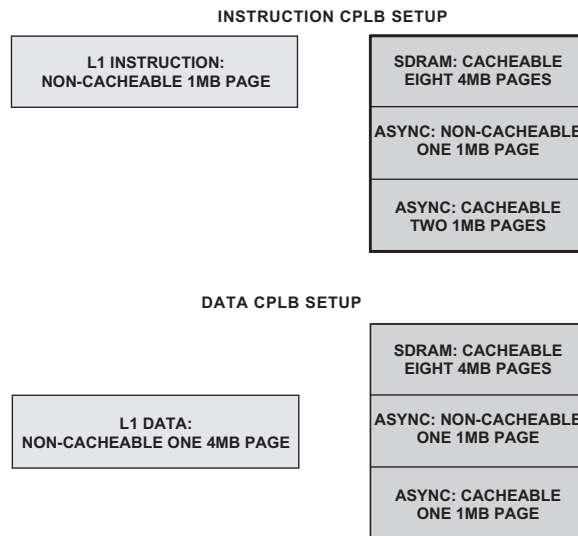 INSTRUCTION CPLB SETUP
L1 INSTRUCTION:
NON-CACHEABLE 1MB PAGE
SDRAM: CACHEABLE
EIGHT 4MB PAGES
ASYNC: NON-CACHEABLE
ONE 1MB PAGE
ASYNC: CACHEABLE
TWO 1MB PAGES
DATA CPLB SETUP
L1 DATA:
NON-CACHEABLE ONE 4MB PAGE
SDRAM: CACHEABLE
EIGHT 4MB PAGES
ASYNC: NON-CACHEABLE
ONE 1MB PAGE
ASYNC: CACHEABLE
ONE 1MB PAGE